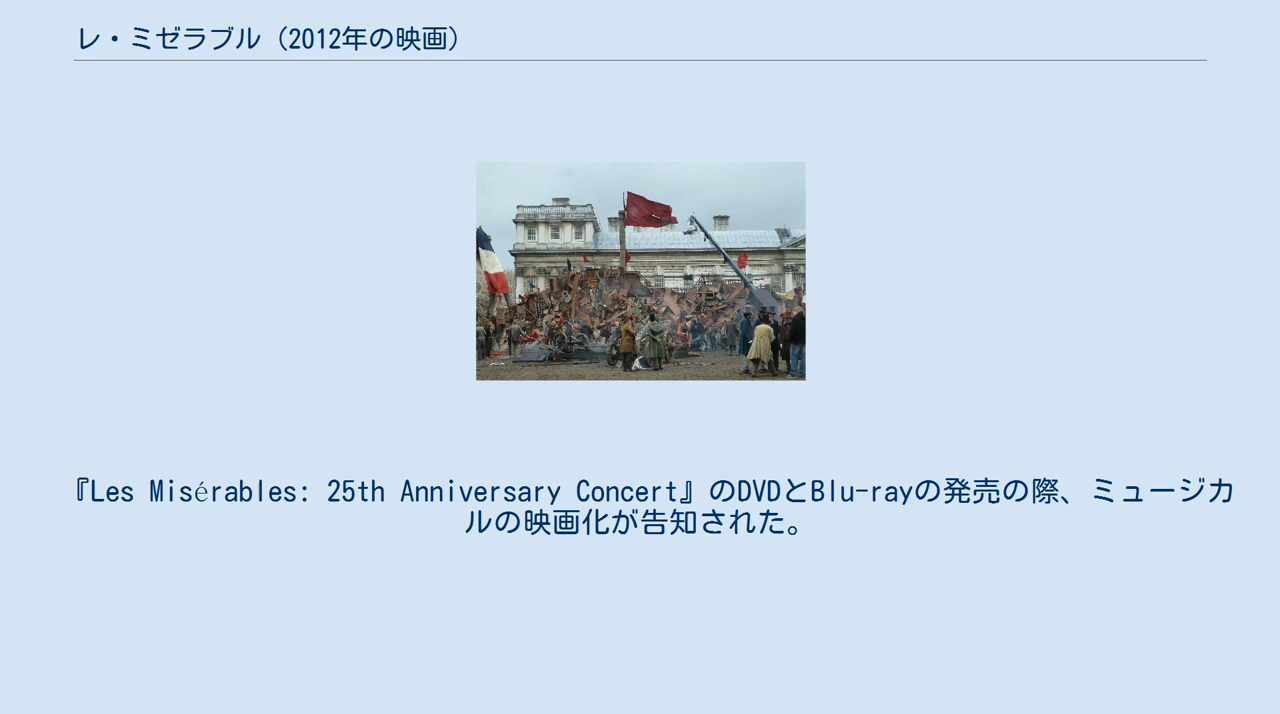 レ・ミゼラブル（2012年の映画）
『Les Misérables: 25th Anniversary Concert』のDVDとBlu-rayの発売の際、ミュージカ
ルの映画化が告知された。